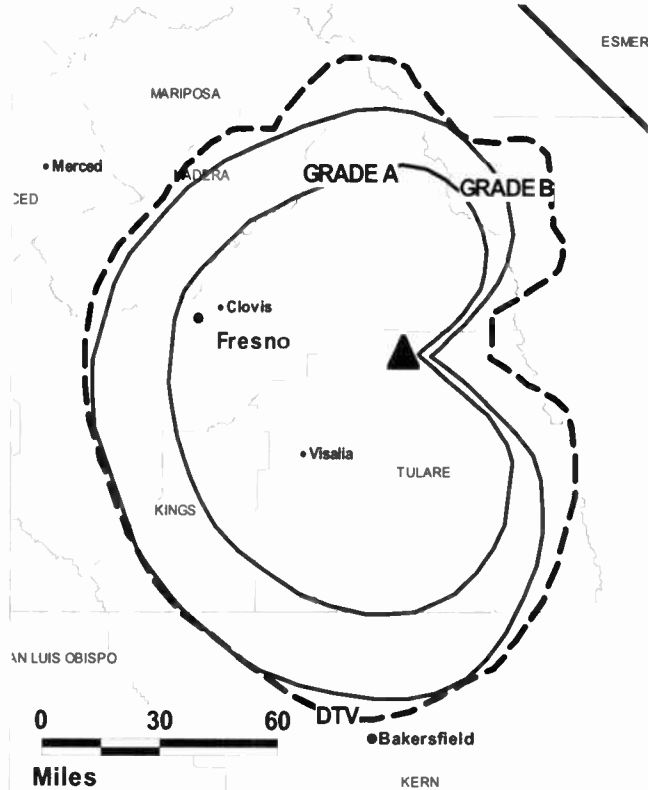 ESMER
MARIPOSA
Merced
ADERA
CED
GRADE A
GRADE B
Clovis
Fresno
Visalia
TULARE
KINGS
AN LUIS OBISPO
0 30 60
DTV
Bakersfield
Miles
KERN